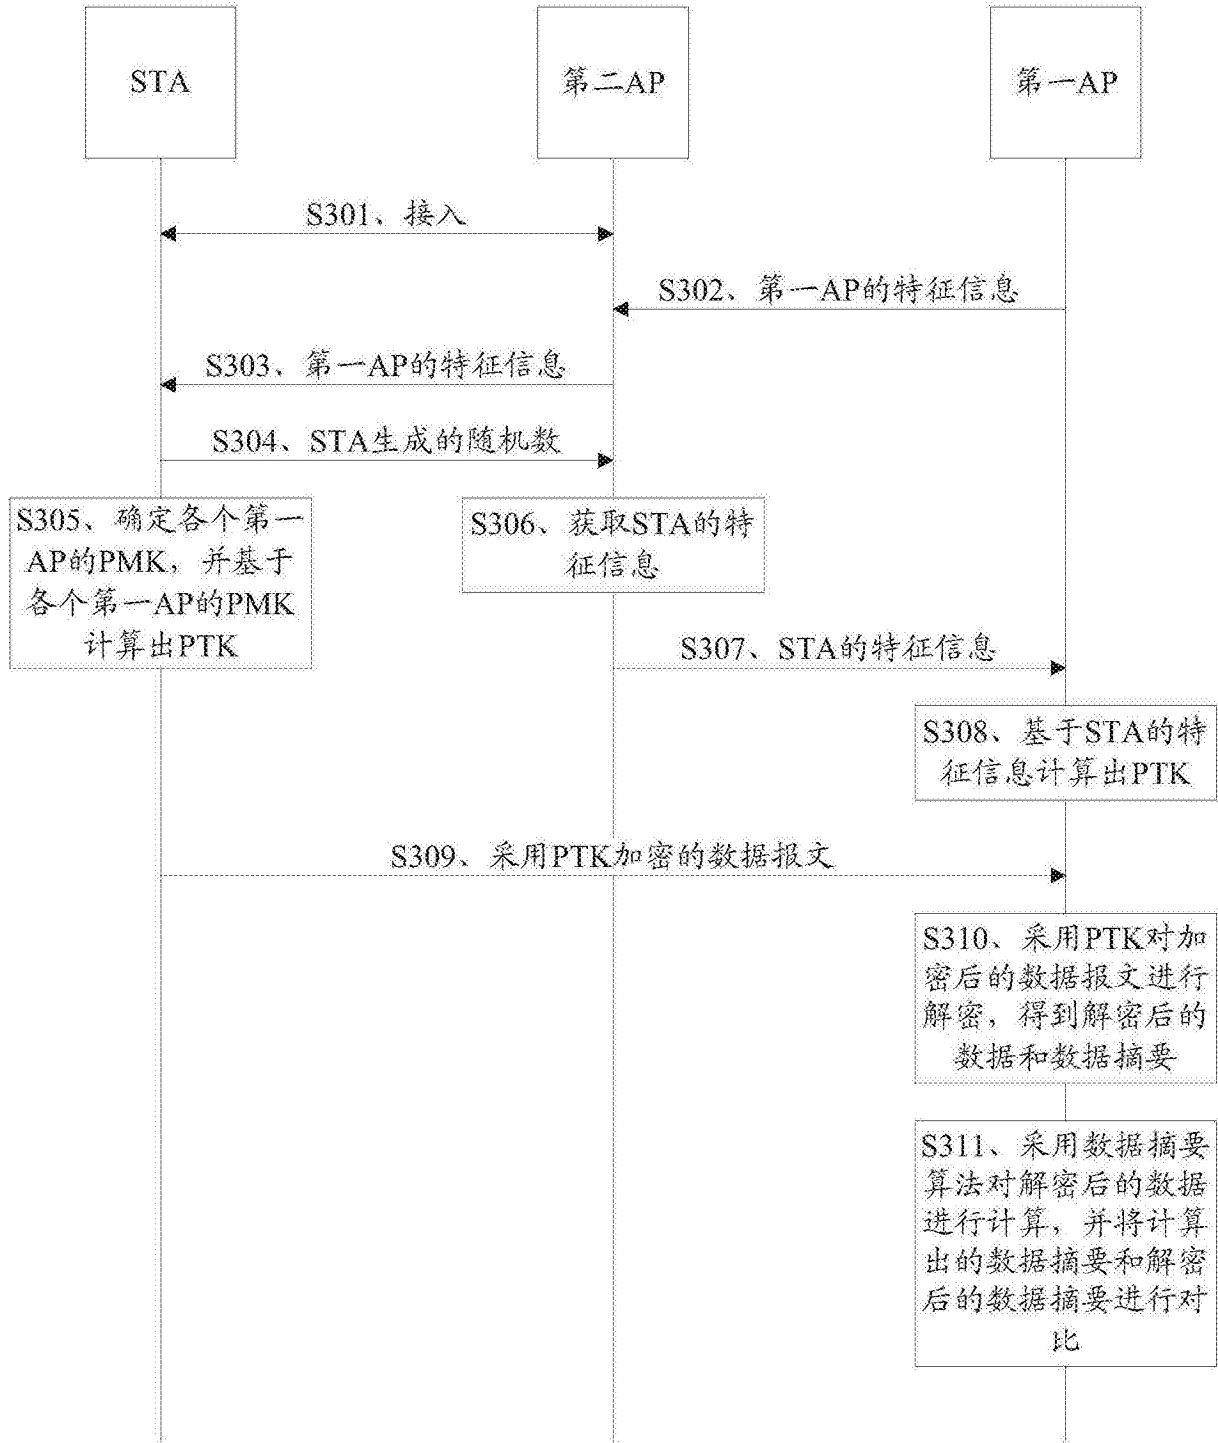 STA
第二AP
第一AP
S301、接入
S302、第一AP的特征信息
S303、第一AP的特征信息
S304、STA生成的随机数
S305、确定各个第一
AP的PMK，并基于
各个第一AP的PMK
计算出PTK
S306、获取STA的特
征信息
S307、STA的特征信息
S308、基于STA的特
征信息计算出PTK
S309、采用PTK加密的数据报文
S310、采用PTK对加
密后的数据报文进行
解密，得到解密后的
数据和数据摘要
S311、采用数据摘要
算法对解密后的数据
进行计算，并将计算
出的数据摘要和解密
后的数据摘要进行对
比